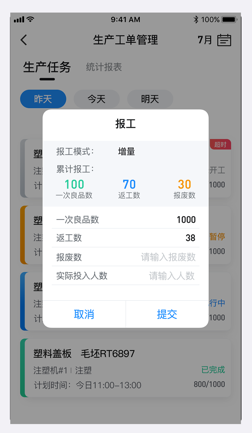 9:41 AM 100%
生产工单管理 7月
生产任务 统计报表
昨天 今天 明天
超时
报工
塑
报工模式： 增量
注 开工
累计报工：
计 1000
100 70 30
一次良品数 返工数 报废数
塑
一次良品数 1000
注 暂停
返工数 38
计 1000
报废数 请输入报废数
实际投入人数 请输入人数
塑
注 行中
取消 提交
计 1000
塑料盖板 毛坯RT6897
注塑机#1 | 注塑 已完成
计划时间：今日11:00~13:00 800/1000